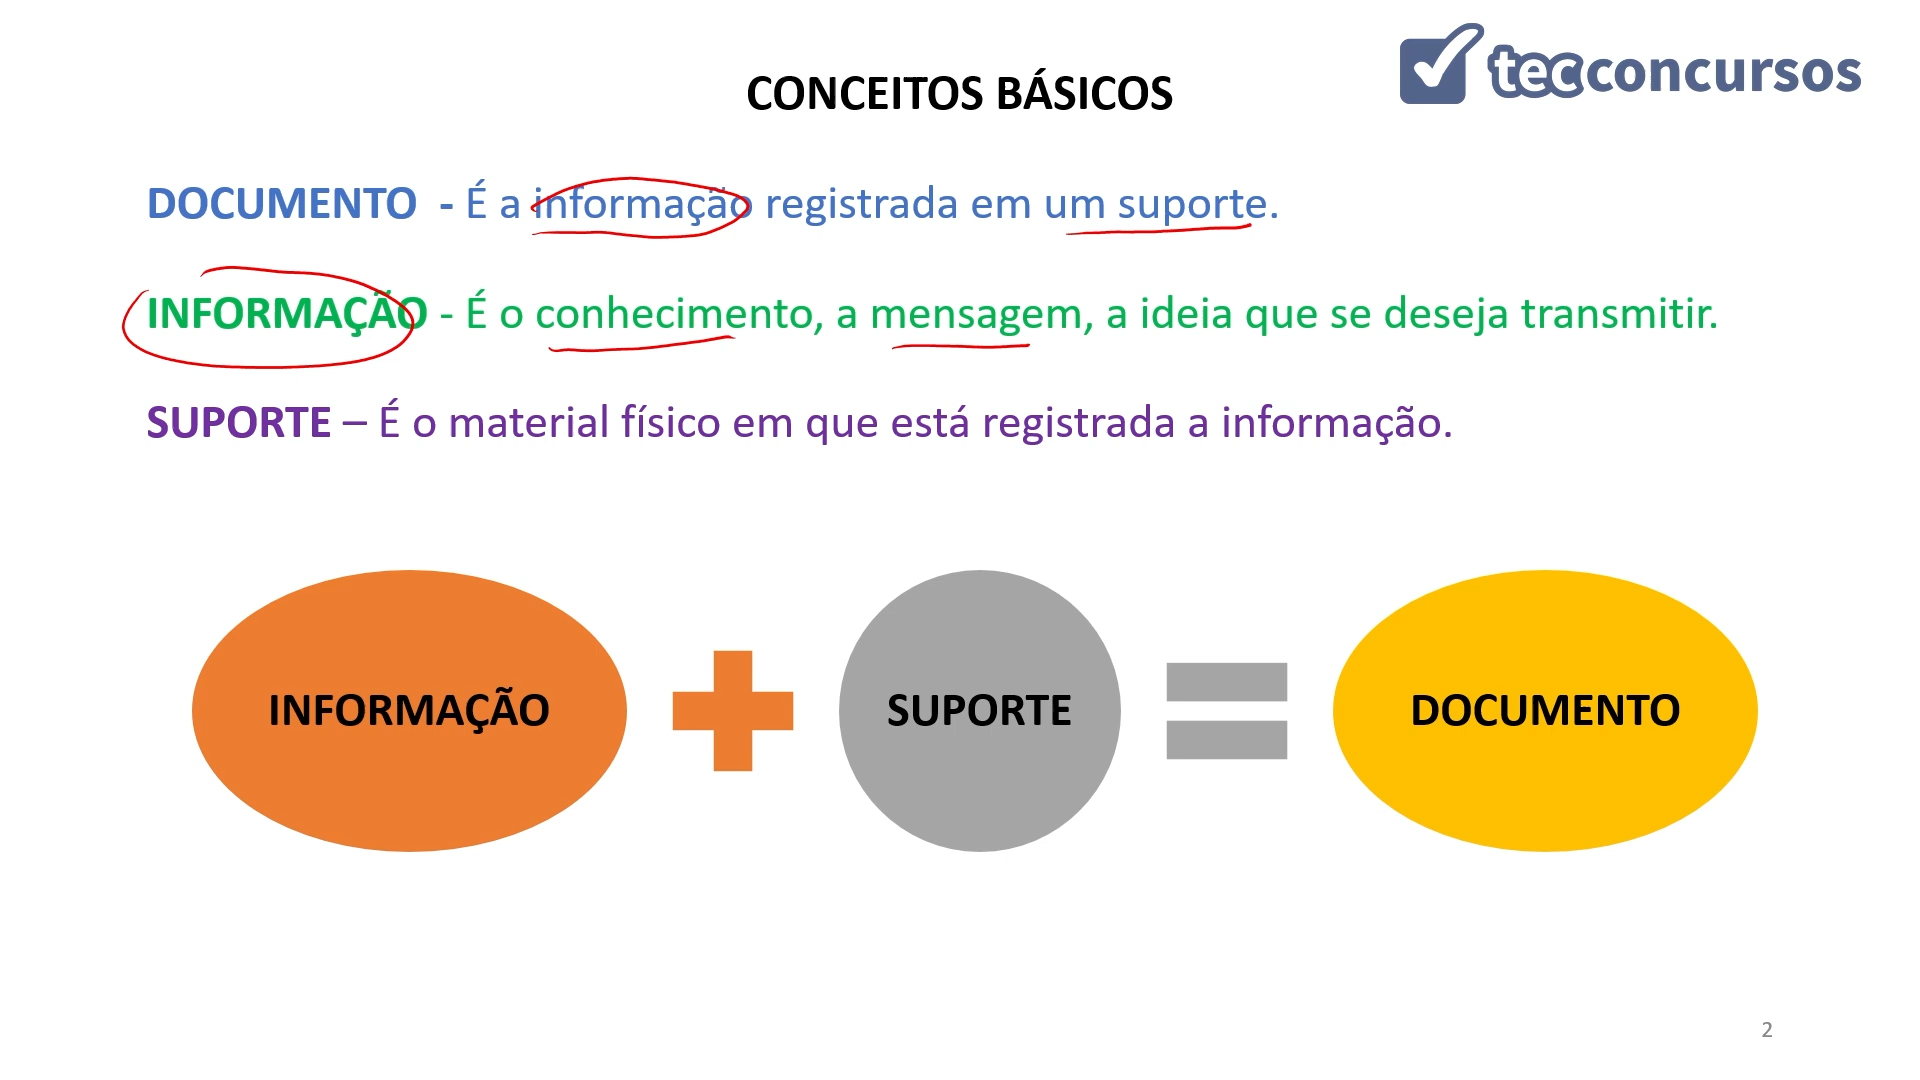 tecconcursos
CONCEITOS BÁSICOS
DOCUMENTO - É a informação registrada em um suporte.
INFORMAÇÃO - É o conhecimento, a mensagem, a ideia que se deseja transmitir.
SUPORTE – É o material físico em que está registrada a informação.
INFORMAÇÃO
SUPORTE
DOCUMENTO
2